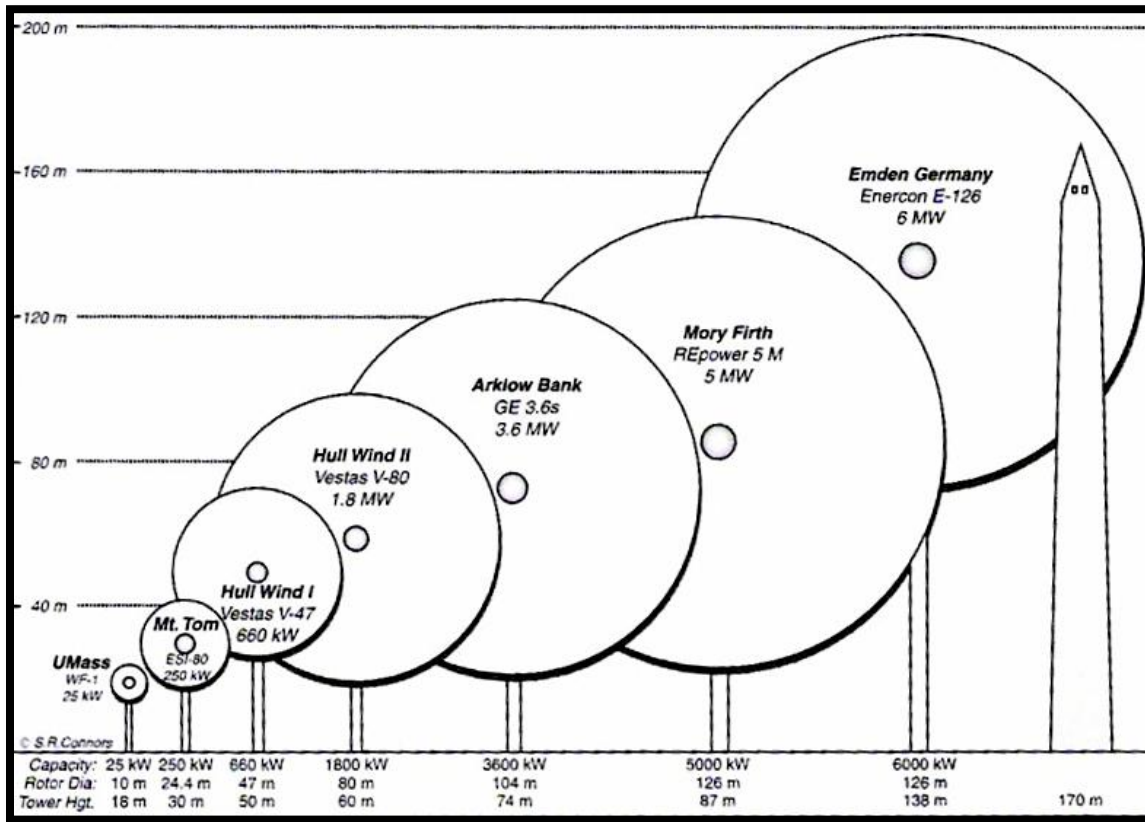 200 m
160 m
120 m
80 m
40 m
Emden Germany
Enercon E-126
6 MW
Mory Firth
REpower 5 M
5 MW
Arklow Bank
GE 3.6s
3.6 MW
Hull Wind II
Vestas V-80
1.8 MW
Hull Wind I
Vestas V-47
660 kW
Mt. Tom
ESI-80
250 kW
UMass
WF-1
25 kW
© S.R.Connors
Capacity: 25 kW 250 kW 660 kW 1800 kW 3600 kW 5000 kW 6000 kW
Rotor Dia: 10 m 24.4 m 47 m 80 m 104 m 126 m 126 m
Tower Hgt. 18 m 30 m 50 m 60 m 74 m 87 m 138 m 170 m